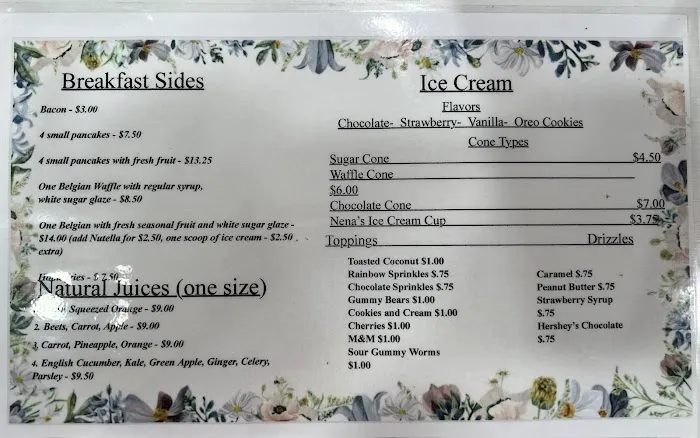 Breakfast Sides
Bacon - $3.00
4 small pancakes - $7.50
4 small pancakes with fresh fruit - $13.25
One Belgian Waffle with regular syrup,
white sugar glaze - $8.50
One Belgian with fresh seasonal fruit and white sugar glaze -
$14.00 (add Nutella for $2.50, one scoop of ice cream - $2.50
extra)
Natural Juices (one size)
Squeezed Orange - $9.00
2. Beets, Carrot, Apple - $9.00
3. Carrot, Pineapple, Orange - $9.00
4. English Cucumber, Kale, Green Apple, Ginger, Celery,
Parsley - $9.50
Ice Cream
Flavors
Chocolate- Strawberry- Vanilla- Oreo Cookies
Cone Types
Sugar Cone $4.50
Waffle Cone
$6.00
Chocolate Cone $7.00
Nena's Ice Cream Cup $3.75
Toppings Drizzles
Toasted Coconut $1.00
Rainbow Sprinkles $.75
Chocolate Sprinkles $.75
Gummy Bears $1.00
Cookies and Cream $1.00
Cherries $1.00
M&M $1.00
Sour Gummy Worms
$1.00
Caramel $.75
Peanut Butter $.75
Strawberry Syrup
$.75
Hershey's Chocolate
$.75